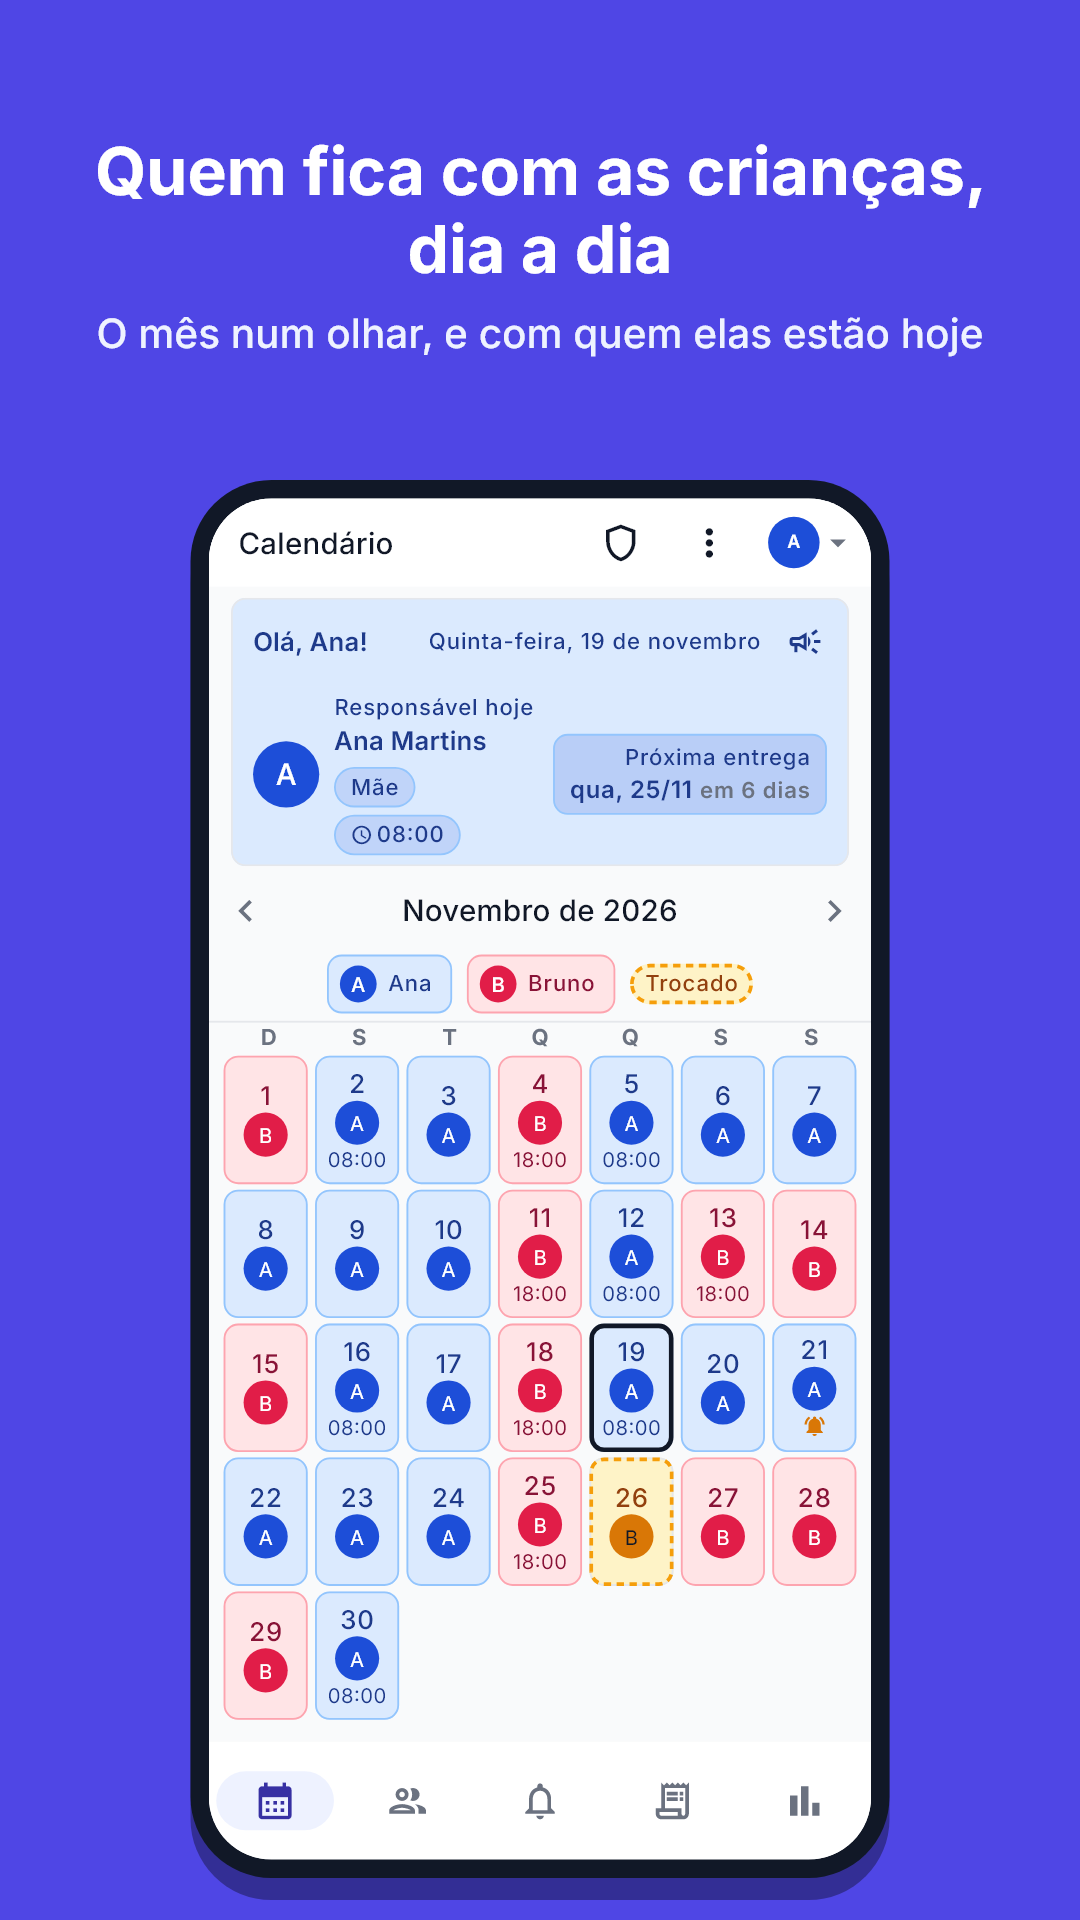 Quem fica com as crianças,
dia a dia
O mês num olhar, e com quem elas estão hoje
Calendário
A
Olá, Ana!
Quinta-feira, 19 de novembro
Responsável hoje
A
Ana Martins
Mãe
08:00
Próxima entrega
qua, 25/11 em 6 dias
Novembro de 2026
A Ana
B Bruno
Trocado
D S T Q Q S S
1 2 3 4 5 6 7
B A A B A A A
08:00 18:00 08:00
8 9 10 11 12 13 14
A A A B A B B
18:00 08:00 18:00
15 16 17 18 19 20 21
B A A B A A A
08:00 18:00 08:00
22 23 24 25 26 27 28
A A A B B B B
18:00
29 30
B A
08:00